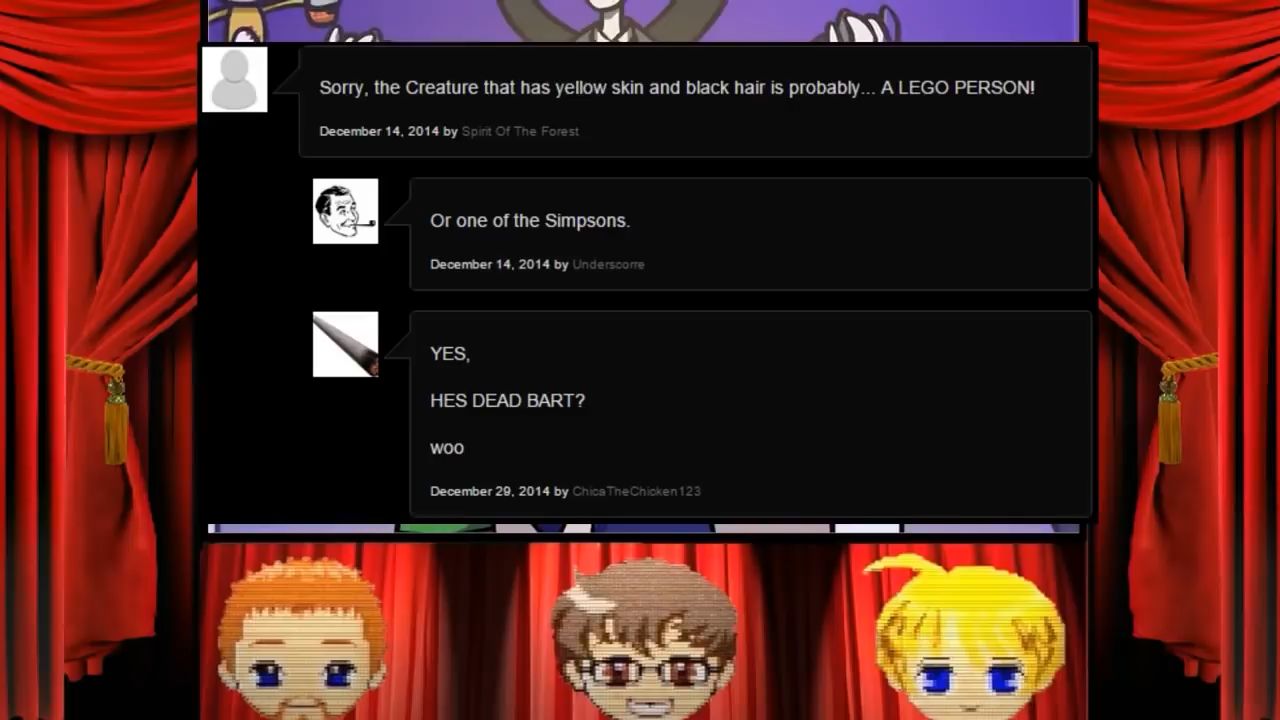 Sorry, the Creature that has yellow skin and black hair is probably... A LEGO PERSON!
December 14, 2014 by Spirit Of The Forest
Or one of the Simpsons.
December 14, 2014 by Underscorre
YES,
HES DEAD BART?
woo
December 29, 2014 by ChicaTheChicken123